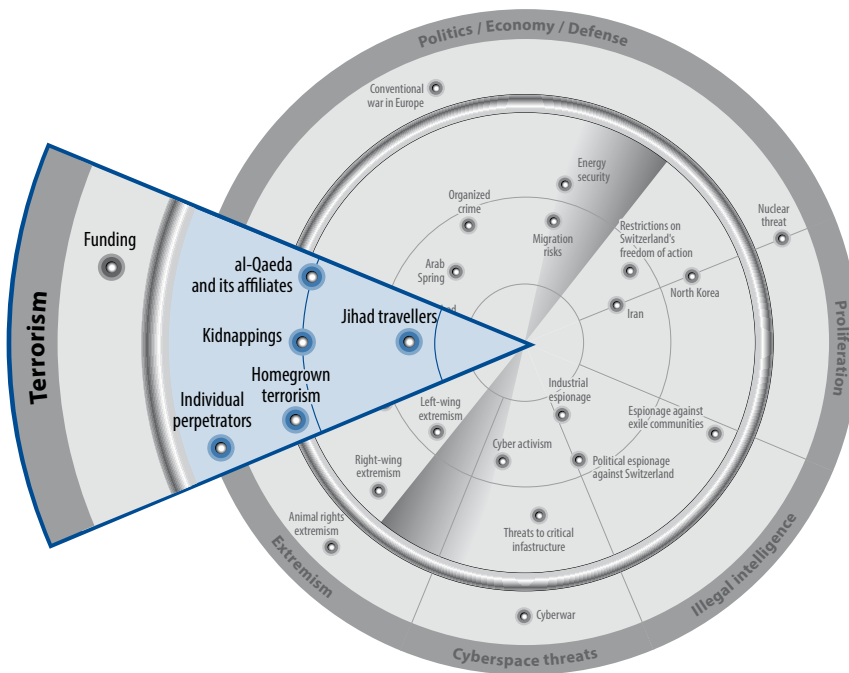 Politics / Economy / Defense
Conventional
war in Europe
Energy
security
Organized
crime
Migration
risks
Nuclear
threat
Restrictions on
Switzerland's
freedom of action
Arab
Spring
North Korea
Iran
Terrorism
Funding
al-Qaeda
and its affiliates
Kidnappings
Jihad travellers
Homegrown
terrorism
Individual
perpetrators
Proliferation
Industrial
espionage
Left-wing
extremism
Espionage against
exile communities
Cyber activism
Right-wing
extremism
Political espionage
against Switzerland
Animal rights
extremism
Threats to critical
infastructure
Extremism
Illegal intelligence
Cyberwar
Cyberspace threats